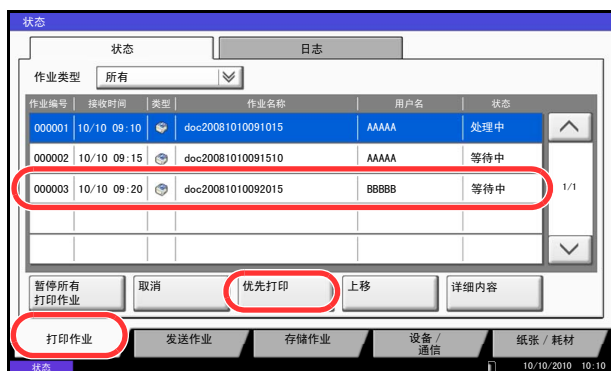 状态
状态 日志
作业类型 所有
作业编号 接收时间 类型 作业名称 用户名 状态
000001 10/10 09:10 doc20081010091015 AAAAA 处理中
000002 10/10 09:15 doc20081010091510 AAAAA 等待中
000003 10/10 09:20 doc20081010092015 BBBBB 等待中 1/1
暂停所有
打印作业
取消 优先打印 上移 详细内容
打印作业 发送作业 存储作业 设备 /
通信
纸张 / 耗材
状态 10/10/2010 10:10